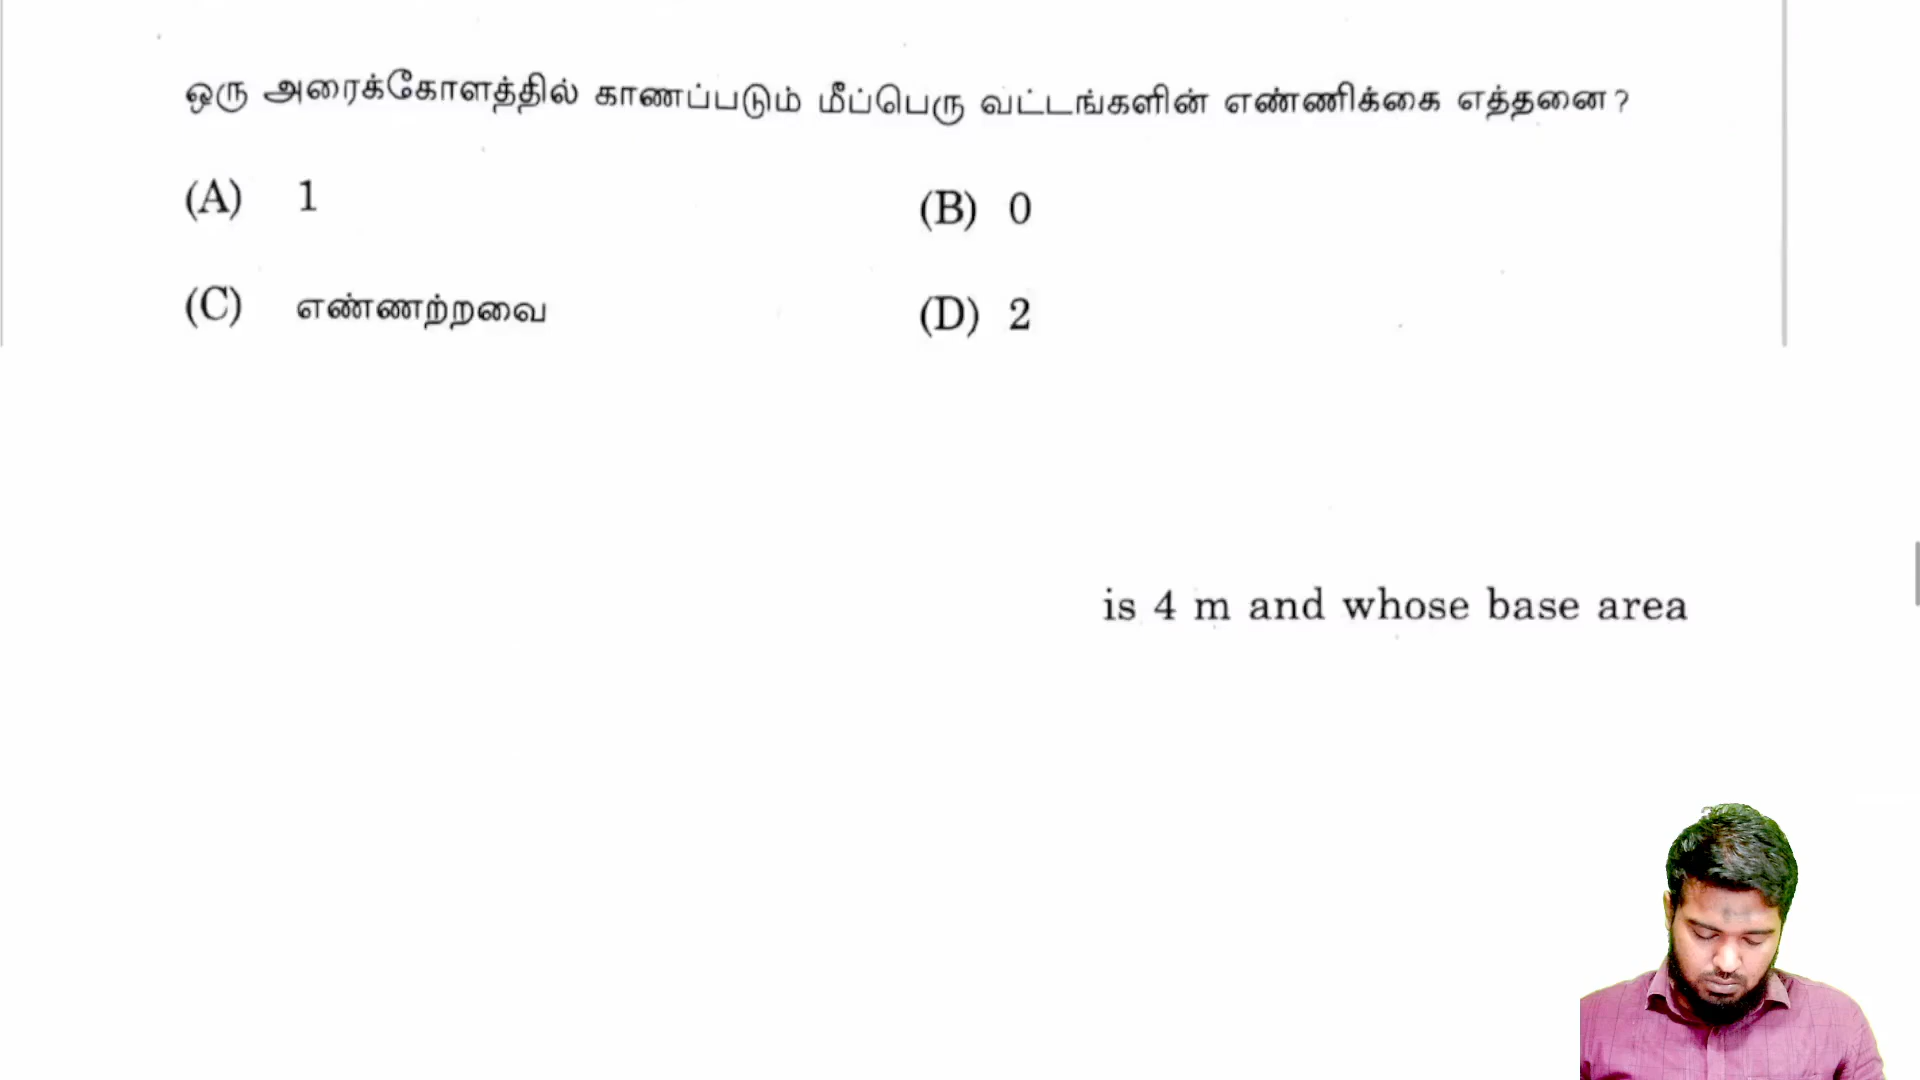 ஒரு அரைக்கோளத்தில் காணப்படும் மீப்பெரு வட்டங்களின் எண்ணிக்கை எத்தனை?
(A) 1 (B) 0
(C) எண்ணற்றவை (D) 2
is 4 m and whose base area